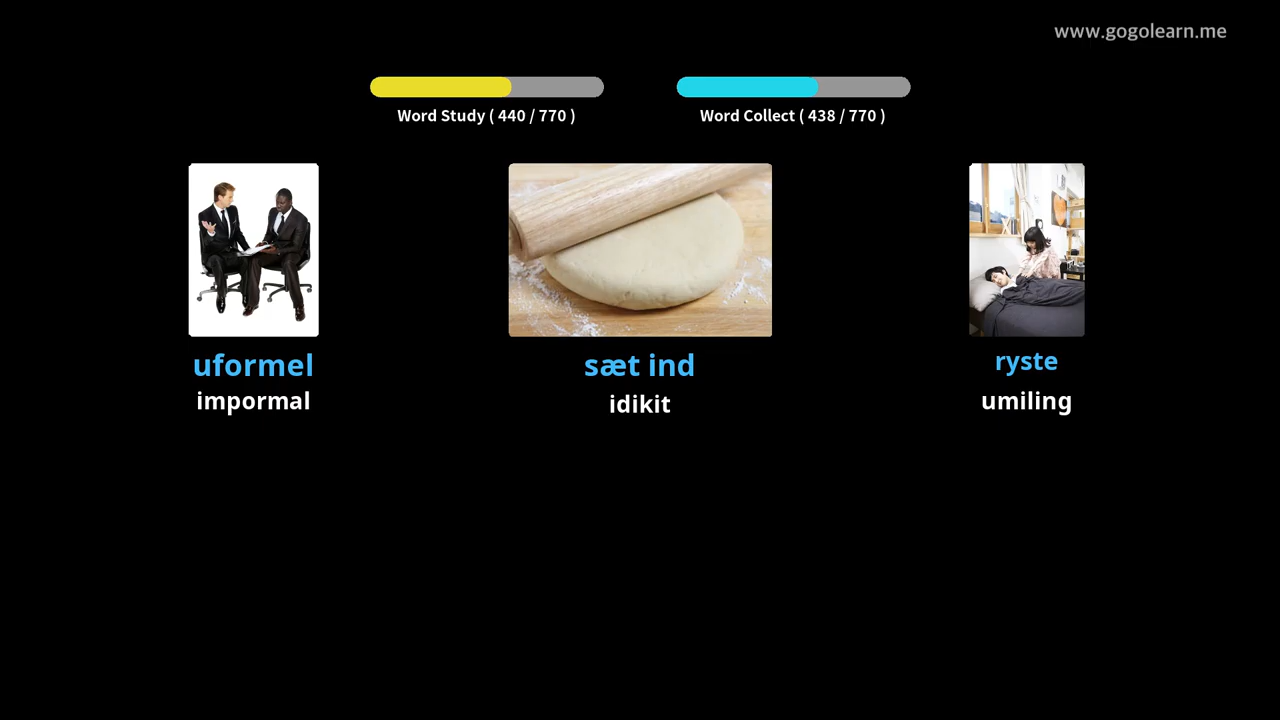 www.gogolearn.me
Word Study ( 440 / 770 )
Word Collect ( 438 / 770 )
uformel
impormal
sæt ind
idikit
ryste
umiling